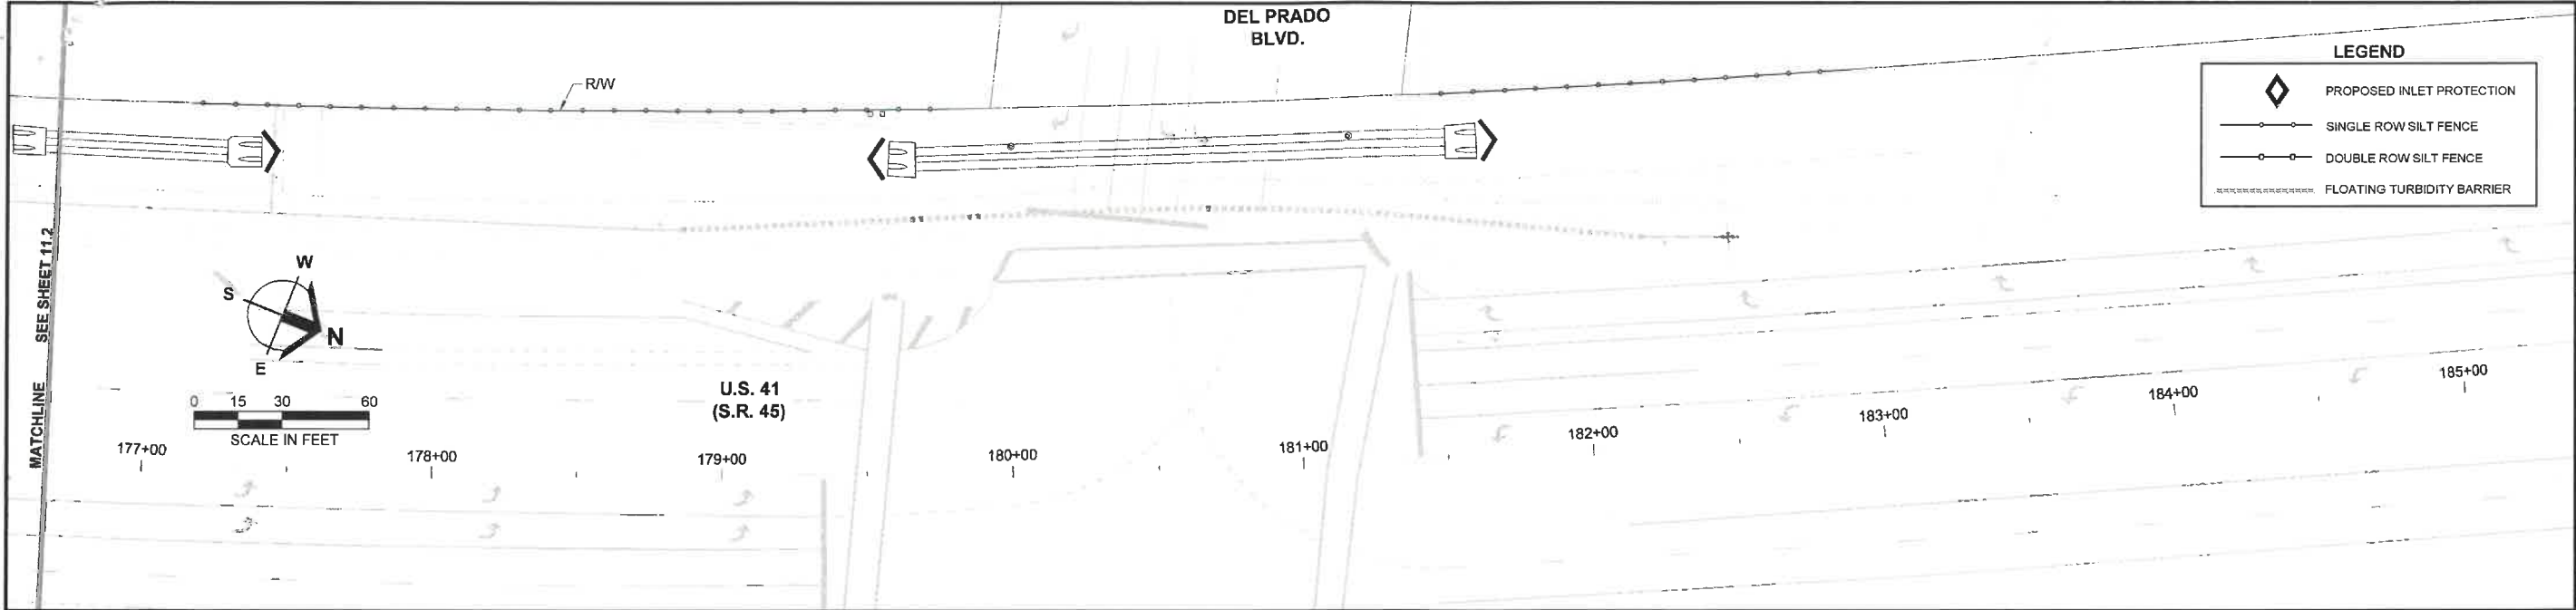 DEL PRADO
BLVD.
R/W
LEGEND
PROPOSED INLET PROTECTION
SINGLE ROW SILT FENCE
DOUBLE ROW SILT FENCE
FLOATING TURBIDITY BARRIER
MATCHLINE SEE SHEET 11.2
W
S
N
E
0 15 30 60
SCALE IN FEET
U.S. 41
(S.R. 45)
177+00
178+00
179+00
180+00
181+00
182+00
183+00
184+00
185+00